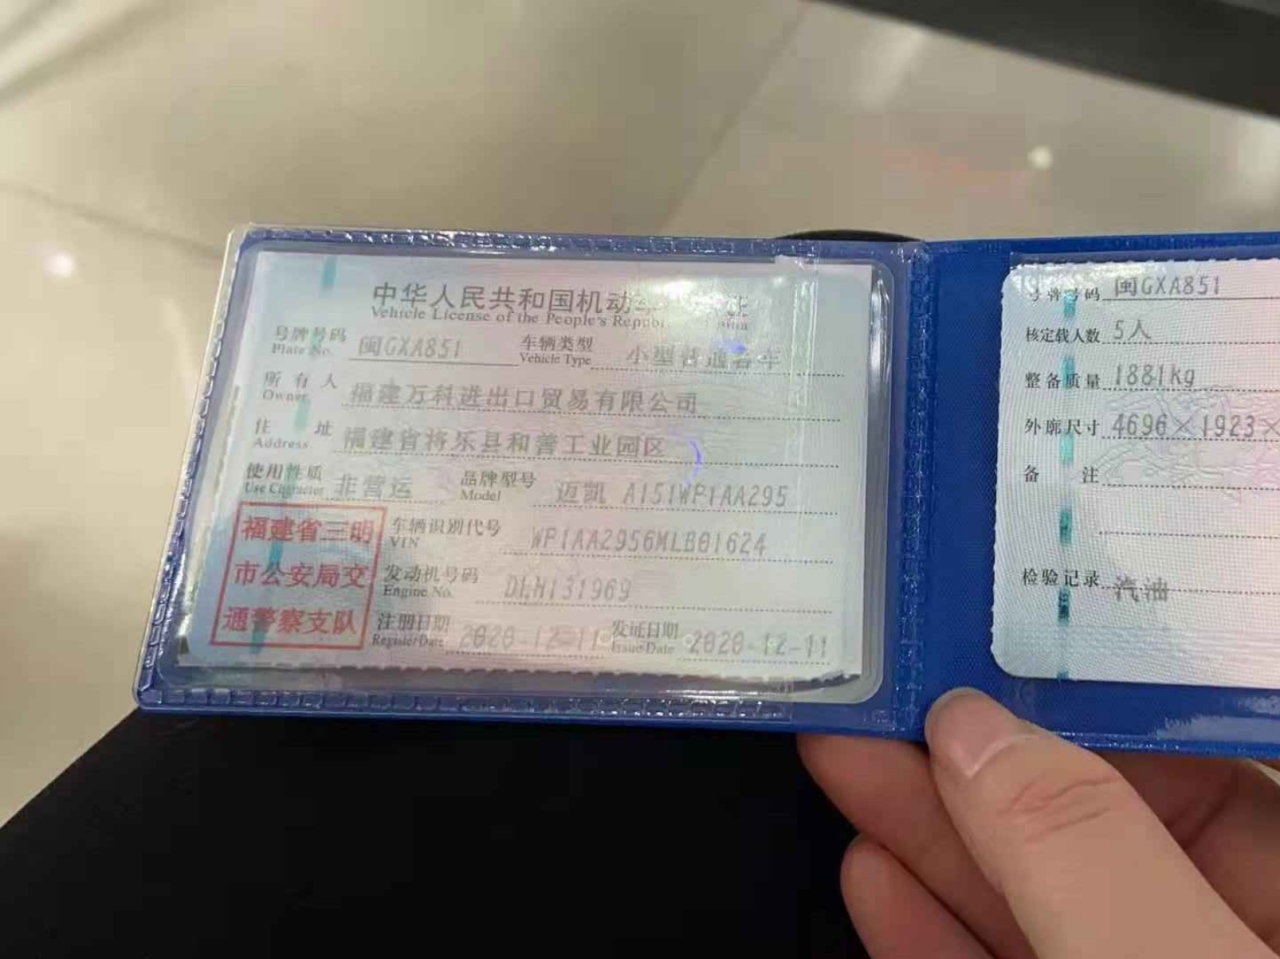 中华人民共和国机动
Vehicle License of the People's Republic China
号牌号码 闽GXA851 车辆类型 小型普通客车
Plate No. Vehicle Type
所有人 福建万科进出口贸易有限公司
Owner
住址 福建省将乐县和善工业园区
Address
使用性质 非营运 品牌型号 迈凯 A151WP1AA295
Use Character Model
福建省三明
市公安局交
通警察支队
车辆识别代号 WP1AA2956MLB01624
VIN
发动机号码 DLH131969
Engine No.
注册日期 2020-12-11 发证日期 2020-12-11
Register Date Issue Date
号牌号码 闽GXA851
核定载人数 5人
整备质量 1881kg
外廓尺寸 4696×1923×
备注
检验记录 汽油